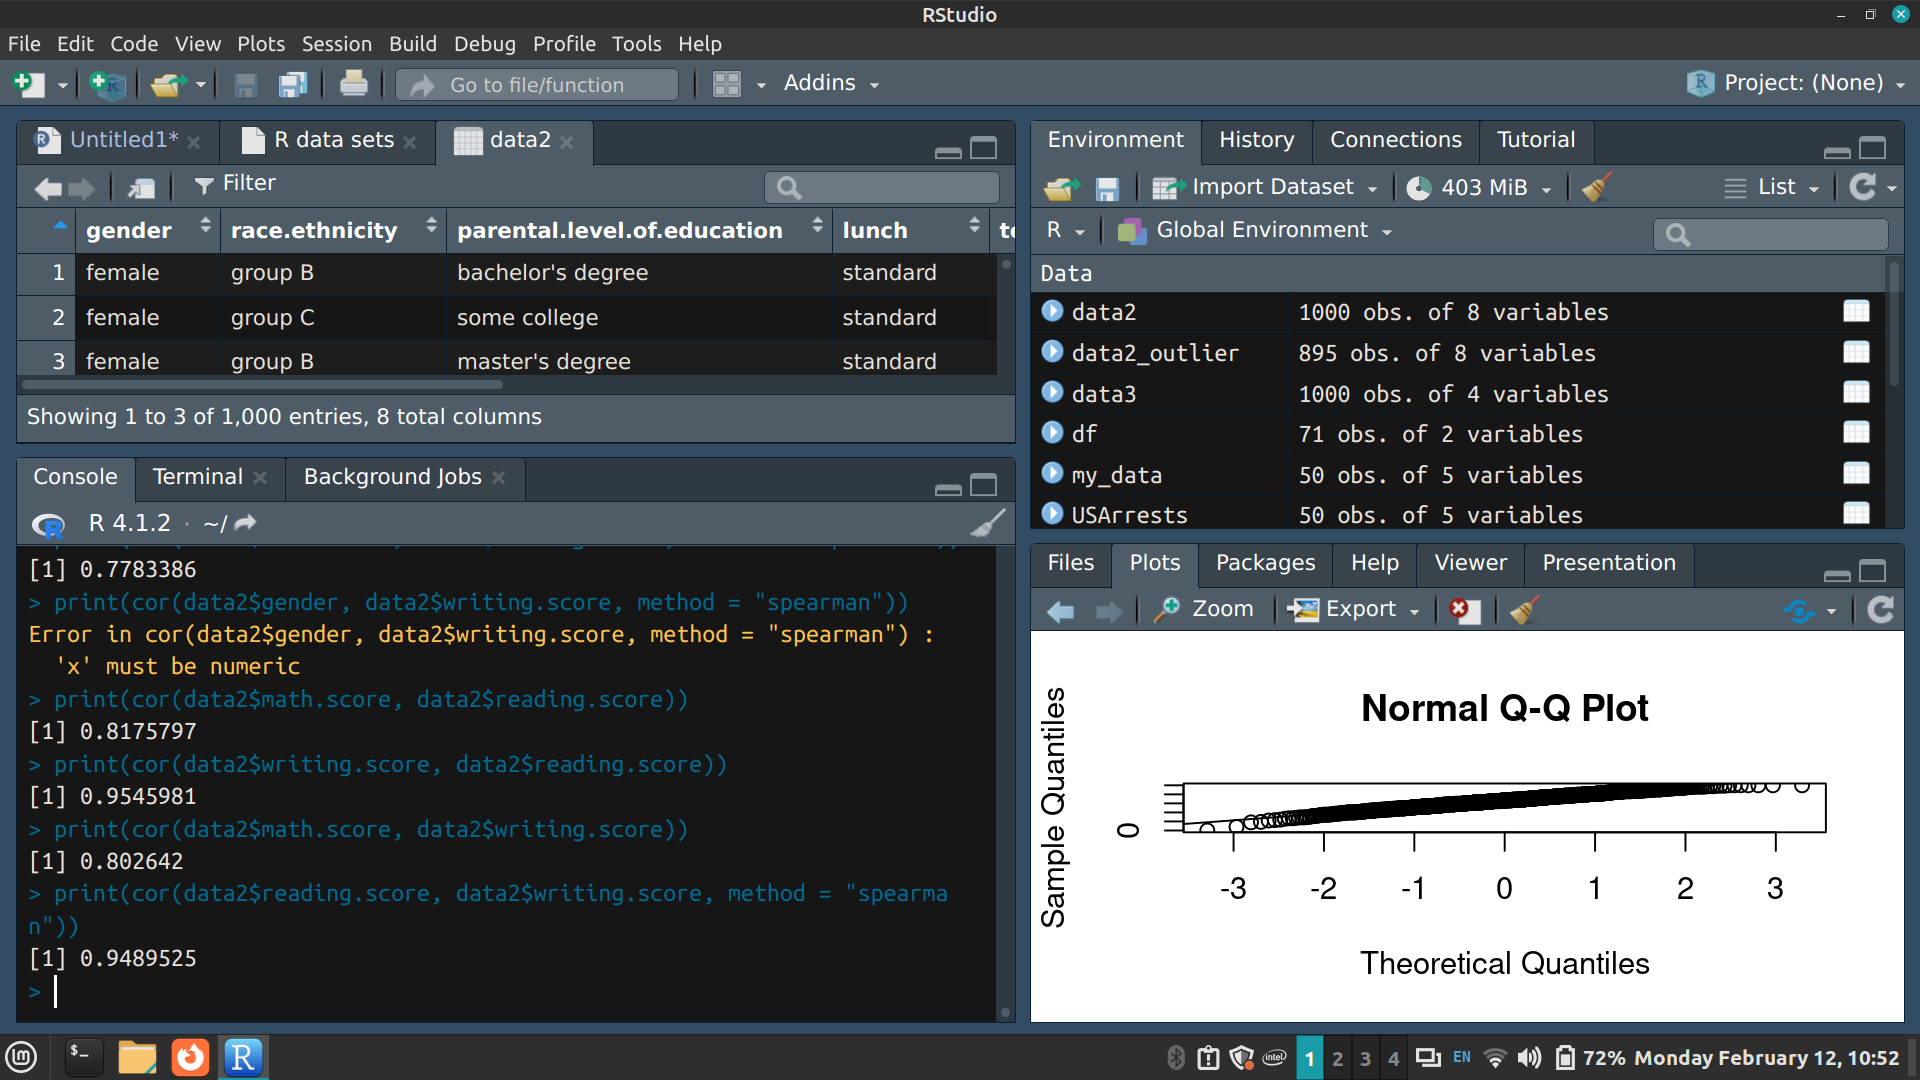 RStudio
File Edit Code View Plots Session Build Debug Profile Tools Help
Go to file/function
Addins
Project: (None)
Untitled1*
R data sets
data2
Filter
gender race.ethnicity parental.level.of.education lunch
1 female group B bachelor's degree standard
2 female group C some college standard
3 female group B master's degree standard
Showing 1 to 3 of 1,000 entries, 8 total columns
Console Terminal Background Jobs
R 4.1.2 · ~/
[1] 0.7783386
> print(cor(data2$gender, data2$writing.score, method = "spearman"))
Error in cor(data2$gender, data2$writing.score, method = "spearman") :
'x' must be numeric
> print(cor(data2$math.score, data2$reading.score))
[1] 0.8175797
> print(cor(data2$writing.score, data2$reading.score))
[1] 0.9545981
> print(cor(data2$math.score, data2$writing.score))
[1] 0.802642
> print(cor(data2$reading.score, data2$writing.score, method = "spearma
n"))
[1] 0.9489525
>
Environment History Connections Tutorial
Import Dataset 403 MiB List
R Global Environment
Data
data2 1000 obs. of 8 variables
data2_outlier 895 obs. of 8 variables
data3 1000 obs. of 4 variables
df 71 obs. of 2 variables
my_data 50 obs. of 5 variables
USArrests 50 obs. of 5 variables
Files Plots Packages Help Viewer Presentation
Zoom Export
Normal Q-Q Plot
Sample Quantiles
0
-3 -2 -1 0 1 2 3
Theoretical Quantiles
$_
R
intel
1 2 3 4
EN
72% Monday February 12, 10:52